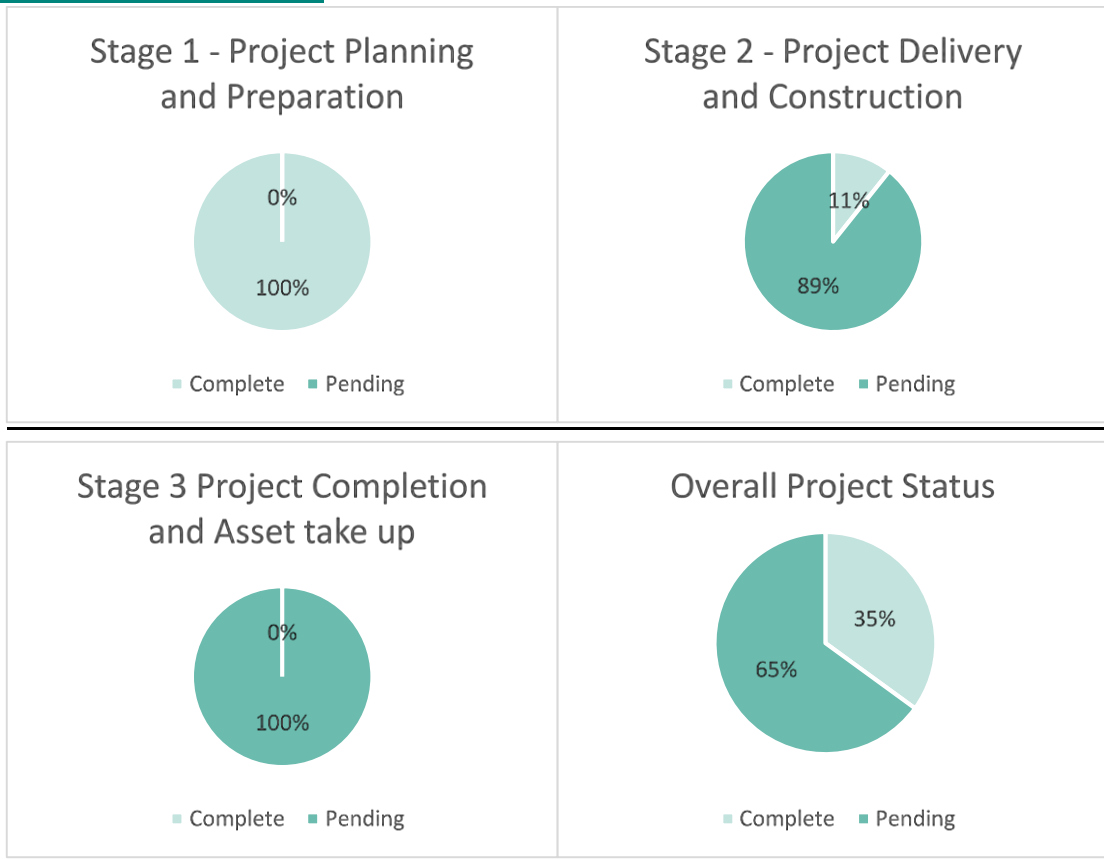 Stage 1 - Project Planning
and Preparation
0%
100%
Complete Pending
Stage 2 - Project Delivery
and Construction
11%
89%
Complete Pending
Stage 3 Project Completion
and Asset take up
0%
100%
Complete Pending
Overall Project Status
35%
65%
Complete Pending